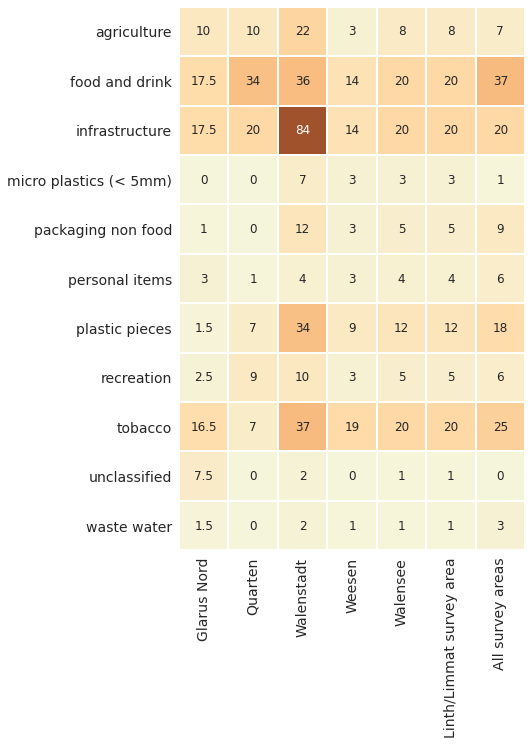 agriculture 10 10 22 3 8 8 7
food and drink 17.5 34 36 14 20 20 37
infrastructure 17.5 20 84 14 20 20 20
micro plastics (< 5mm) 0 0 7 3 3 3 1
packaging non food 1 0 12 3 5 5 9
personal items 3 1 4 3 4 4 6
plastic pieces 1.5 7 34 9 12 12 18
recreation 2.5 9 10 3 5 5 6
tobacco 16.5 7 37 19 20 20 25
unclassified 7.5 0 2 0 1 1 0
waste water 1.5 0 2 1 1 1 3
Glarus Nord
Quarten
Walenstadt
Weesen
Walensee
Linth/Limmat survey area
All survey areas